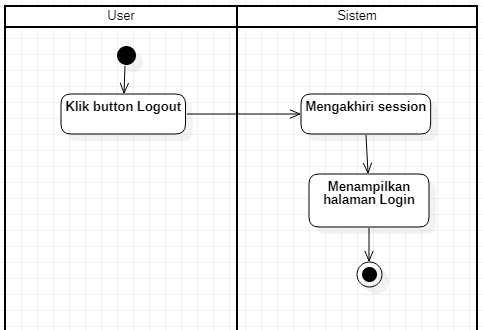 User
Sistem
Klik button Logout
Mengakhiri session
Menampilkan
halaman Login